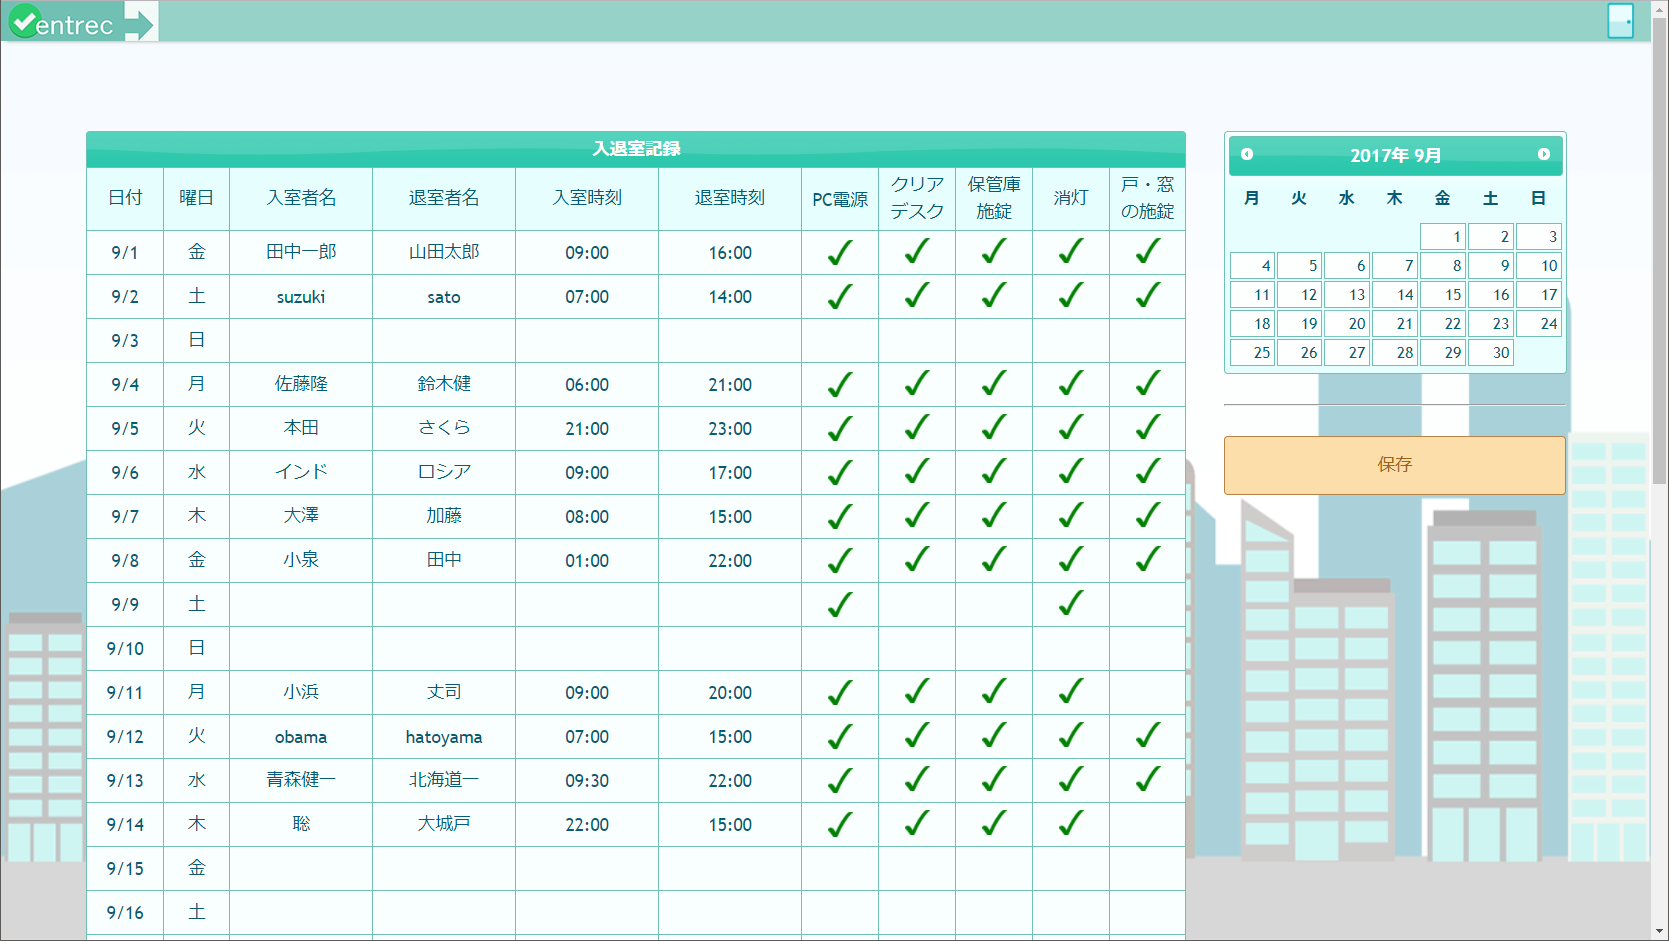 entrec
入退室記録
日付 曜日 入室者名 退室者名 入室時刻 退室時刻 PC電源 クリアデスク 保管庫施錠 消灯 戸・窓の施錠
9/1 金 田中一郎 山田太郎 09:00 16:00
9/2 土 suzuki sato 07:00 14:00
9/3 日
9/4 月 佐藤隆 鈴木健 06:00 21:00
9/5 火 本田 さくら 21:00 23:00
9/6 水 インド ロシア 09:00 17:00
9/7 木 大澤 加藤 08:00 15:00
9/8 金 小泉 田中 01:00 22:00
9/9 土
9/10 日
9/11 月 小浜 丈司 09:00 20:00
9/12 火 obama hatoyama 07:00 15:00
9/13 水 青森健一 北海道一 09:30 22:00
9/14 木 聡 大城戸 22:00 15:00
9/15 金
9/16 土
2017年 9月
月 火 水 木 金 土 日
1 2 3
4 5 6 7 8 9 10
11 12 13 14 15 16 17
18 19 20 21 22 23 24
25 26 27 28 29 30
保存